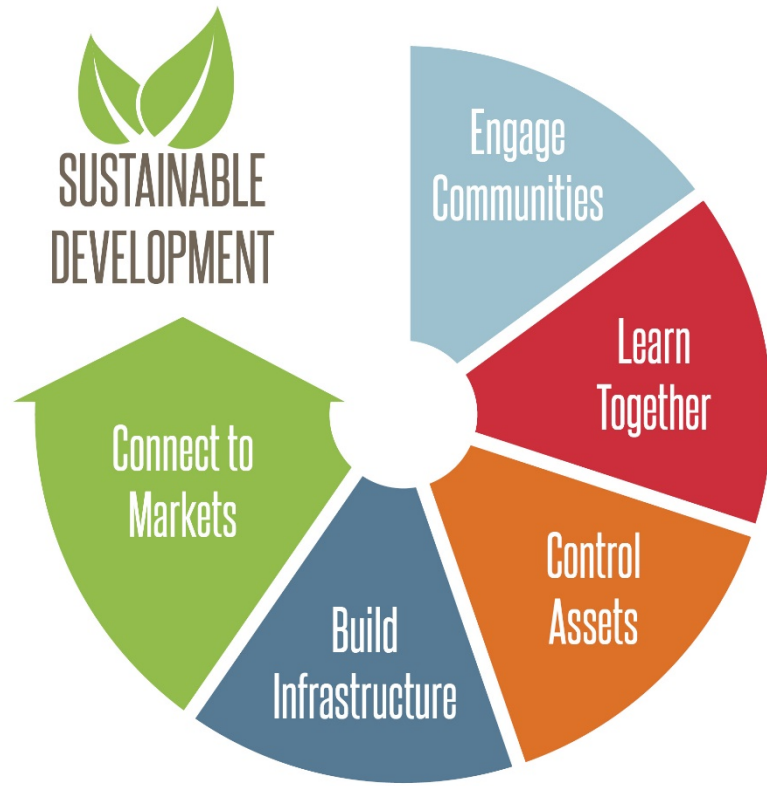 SUSTAINABLE
DEVELOPMENT
Engage
Communities
Learn
Together
Control
Assets
Build
Infrastructure
Connect to
Markets